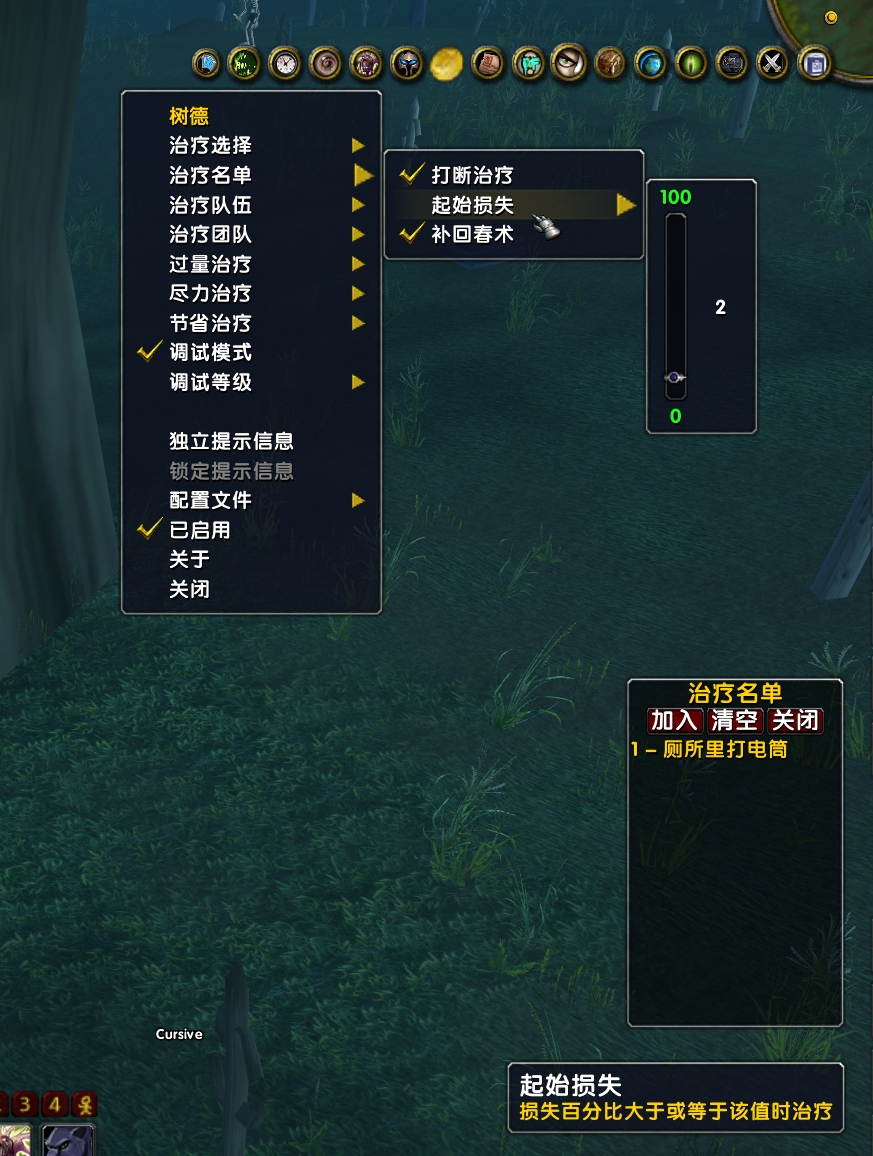 树德
治疗选择
治疗名单
治疗队伍
治疗团队
过量治疗
尽力治疗
节省治疗
调试模式
调试等级
独立提示信息
锁定提示信息
配置文件
已启用
关于
关闭
打断治疗
起始损失
补回春术
100
2
0
治疗名单
加入 清空 关闭
1 - 厕所里打电筒
Cursive
起始损失
损失百分比大于或等于该值时治疗
3 4